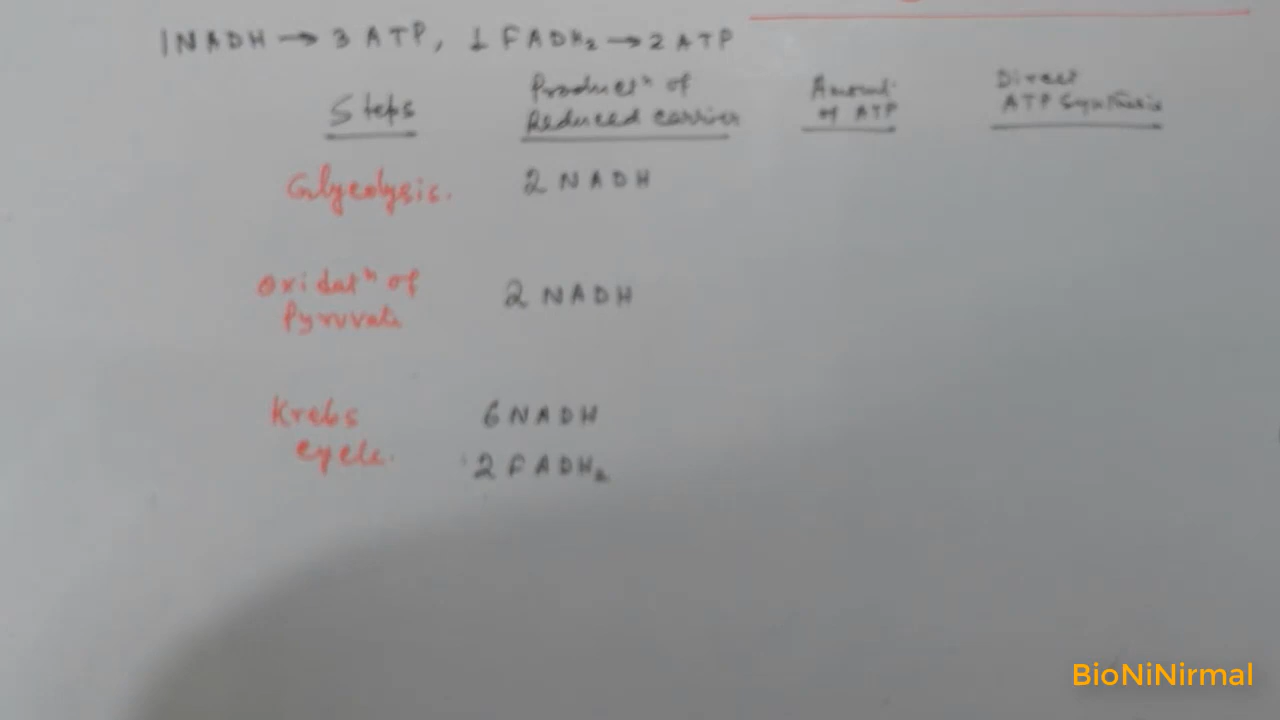 1 NADH → 3 ATP, 1 FADH₂ → 2 ATP
Steps
Productⁿ of
Reduced carrier
Amount
of ATP
Direct
ATP Synthesis
Glycolysis.
2 NADH
Oxidatⁿ of
Pyruvate
2 NADH
Krebs
cycle.
6 NADH
2 FADH₂
BioNiNirmal